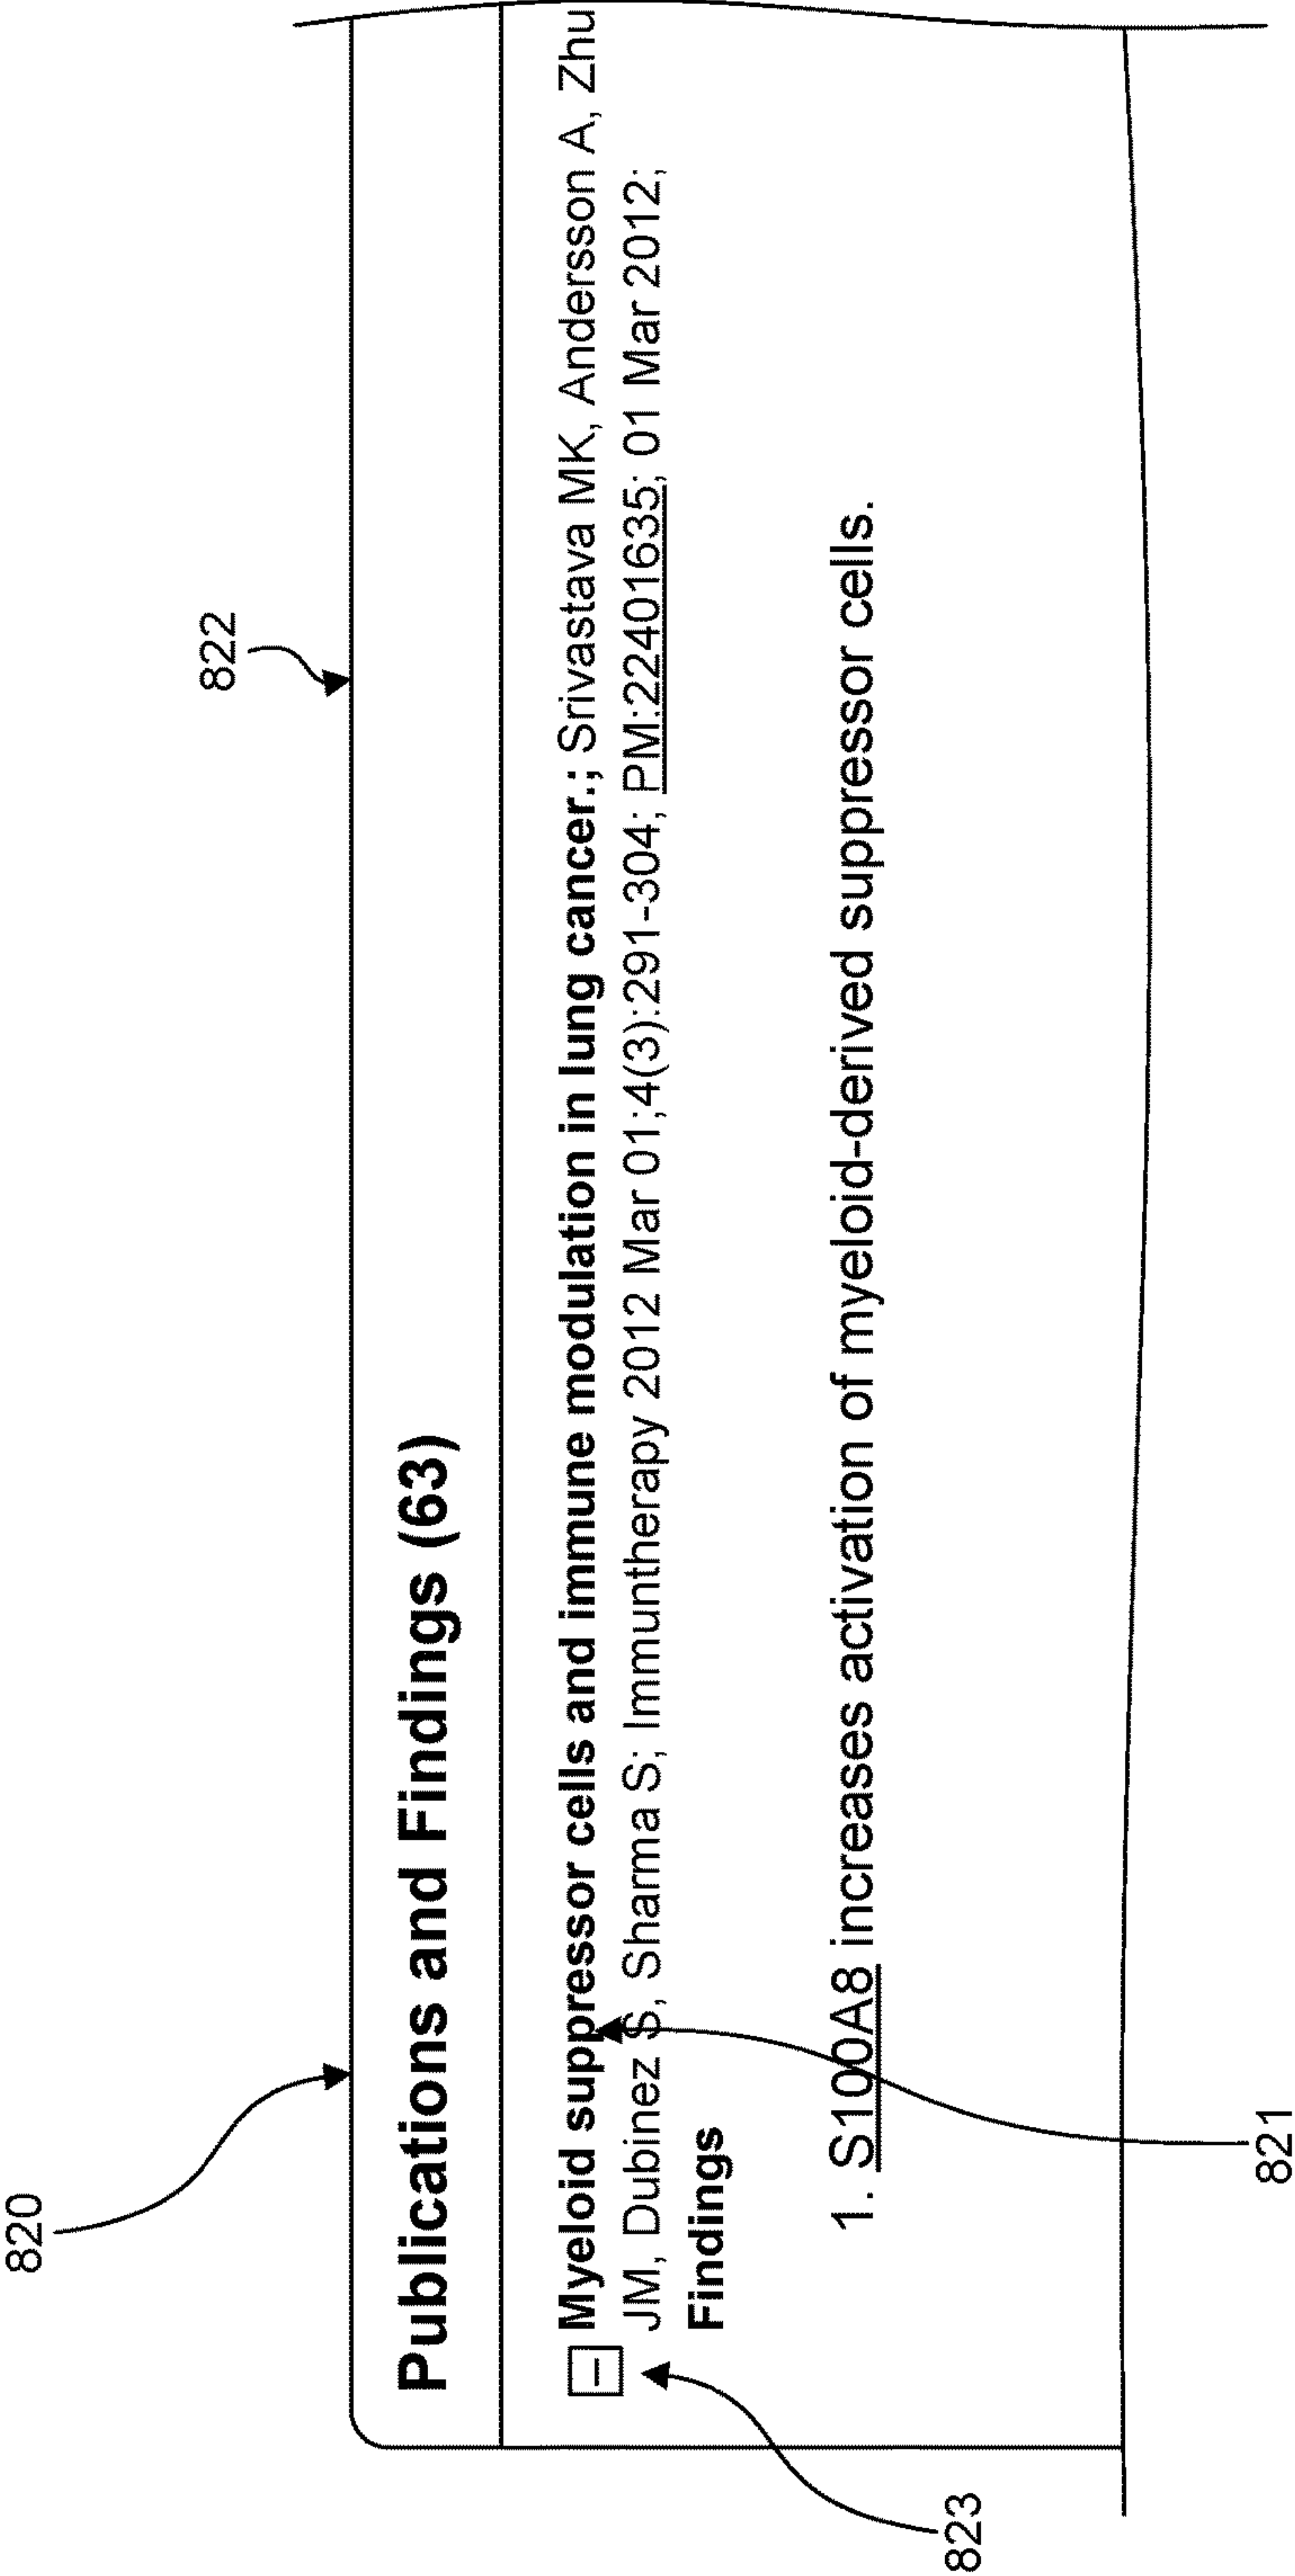 820
822
Publications and Findings (63)
Myeloid suppressor cells and immune modulation in lung cancer.; Srivastava MK, Andersson A, Zhu
JM, Dubinez S, Sharma S; Immuntherapy 2012 Mar 01;4(3):291-304; PM:22401635; 01 Mar 2012;
Findings
1. S100A8 increases activation of myeloid-derived suppressor cells.
823
821